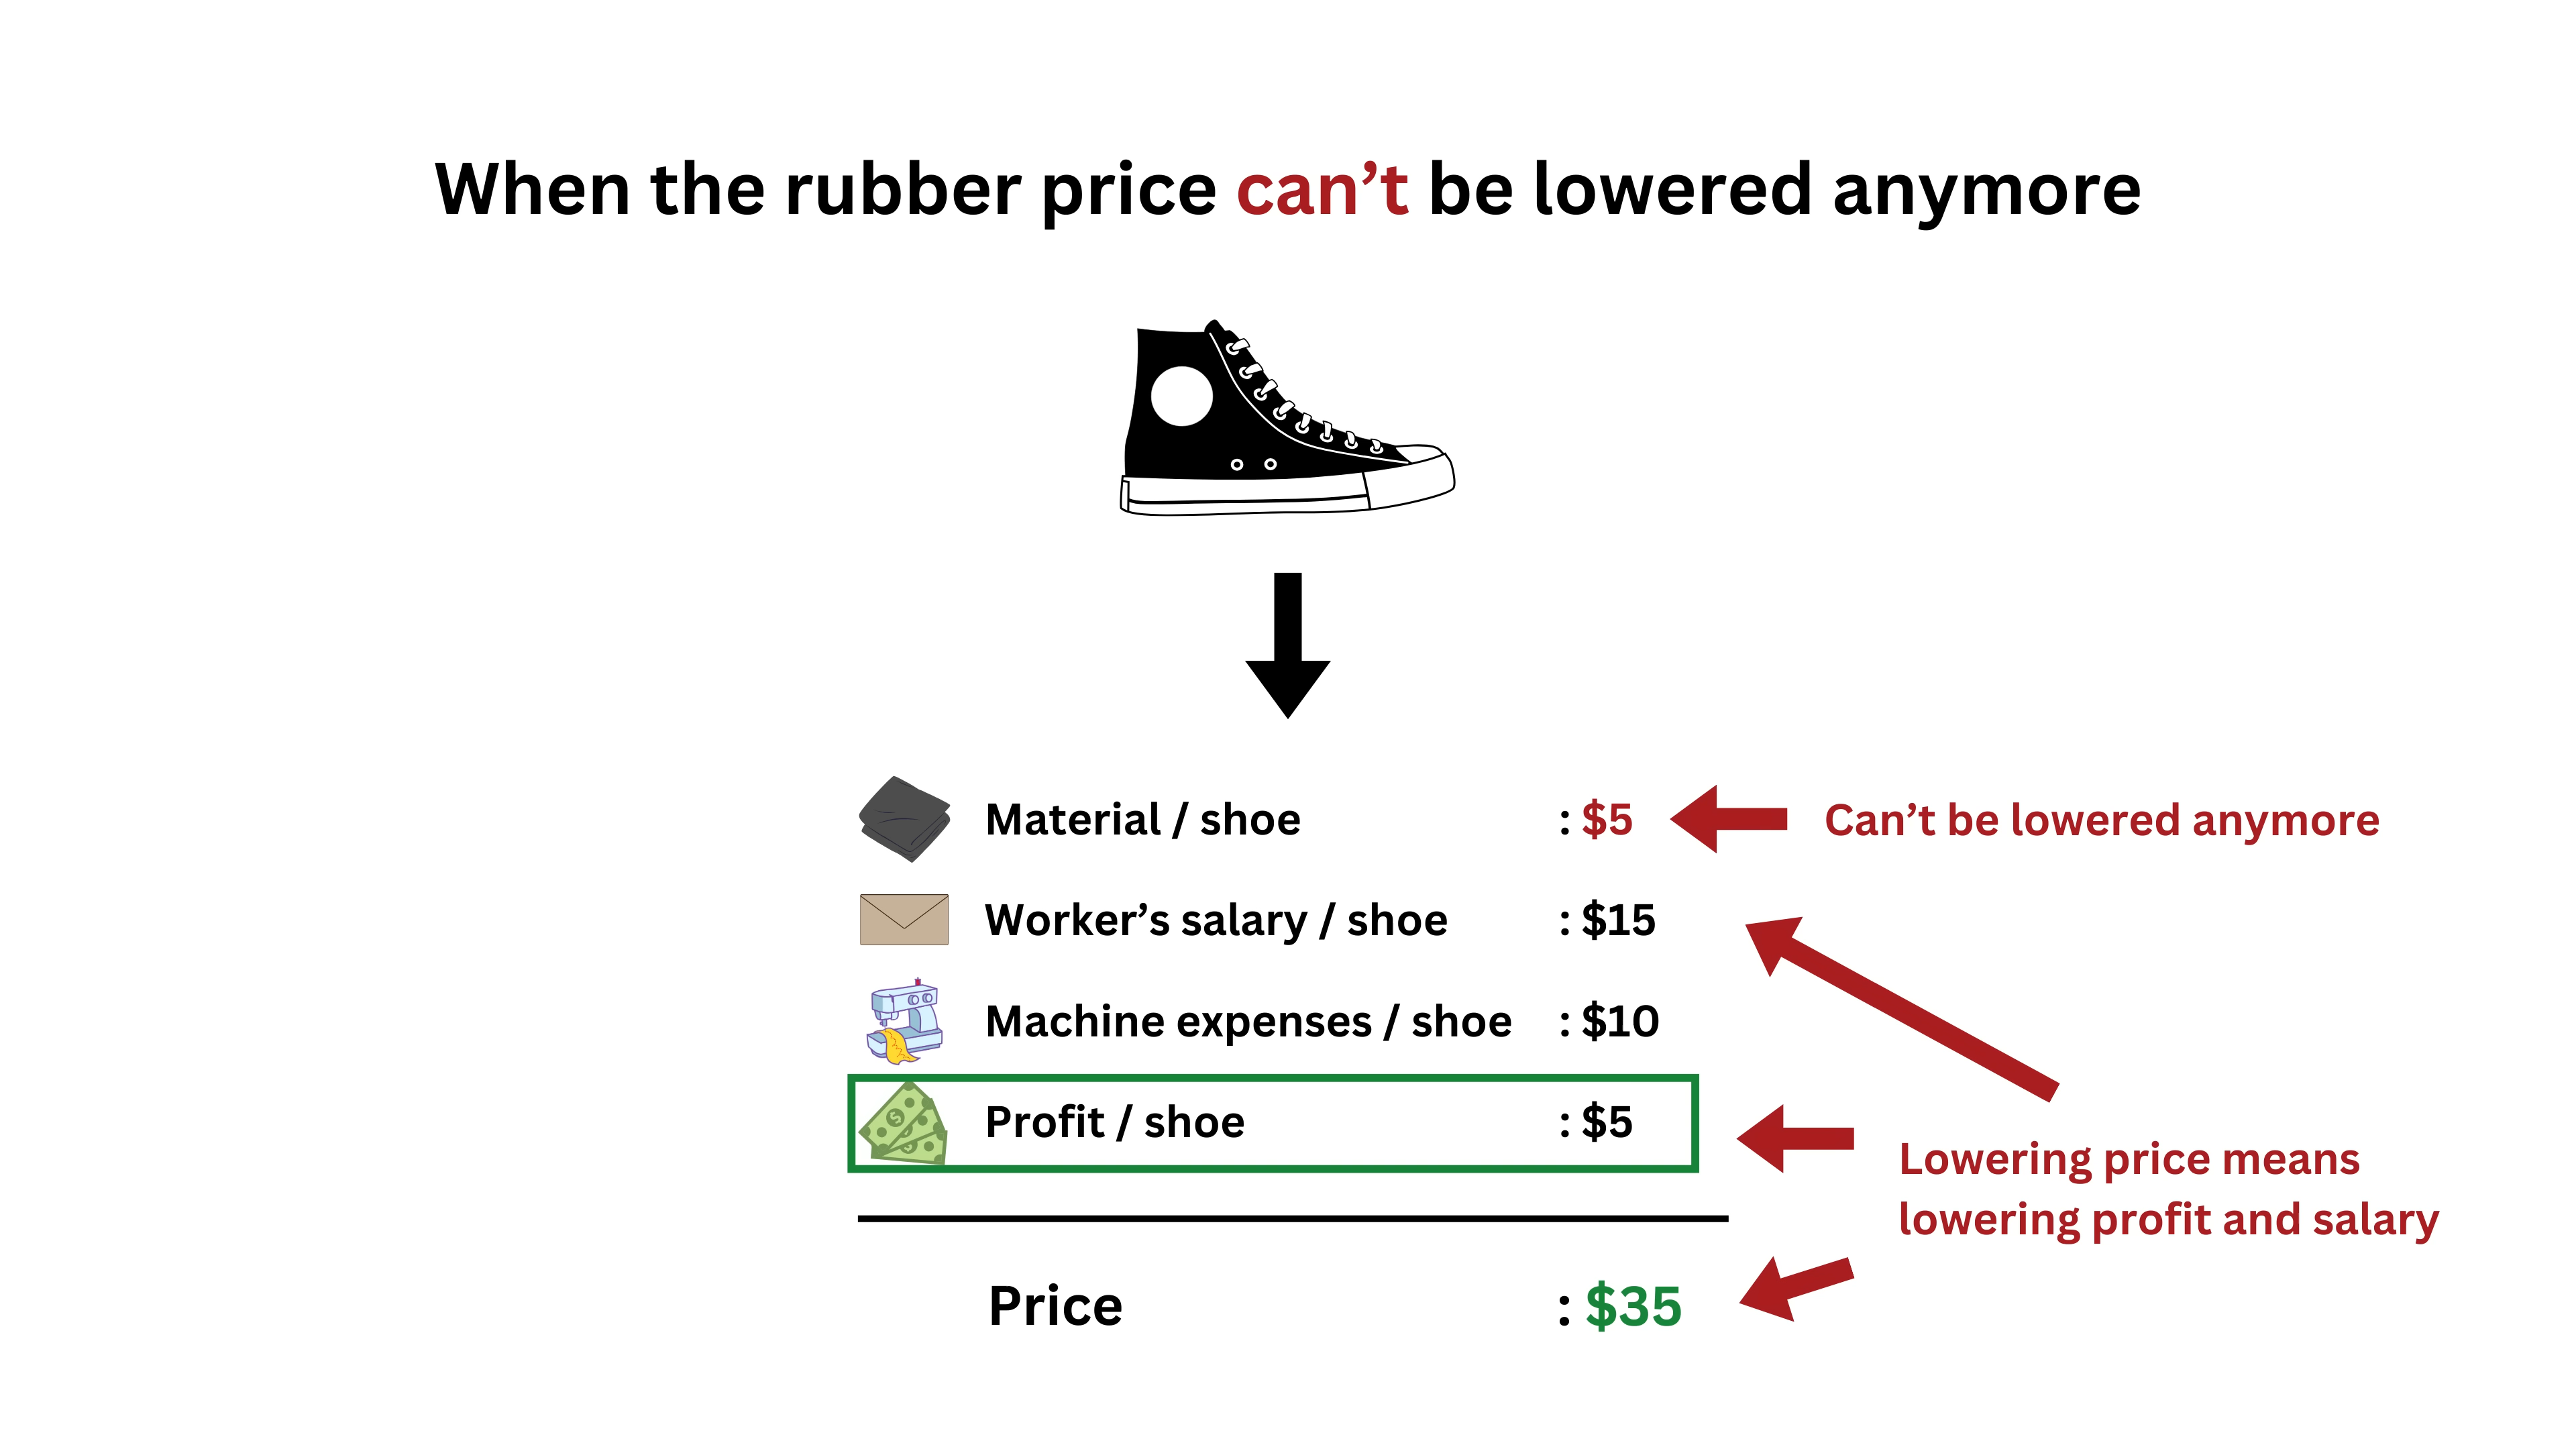 When the rubber price can’t be lowered anymore
Material / shoe : $5
Can’t be lowered anymore
Worker’s salary / shoe : $15
Machine expenses / shoe : $10
Profit / shoe : $5
Lowering price means
lowering profit and salary
Price : $35